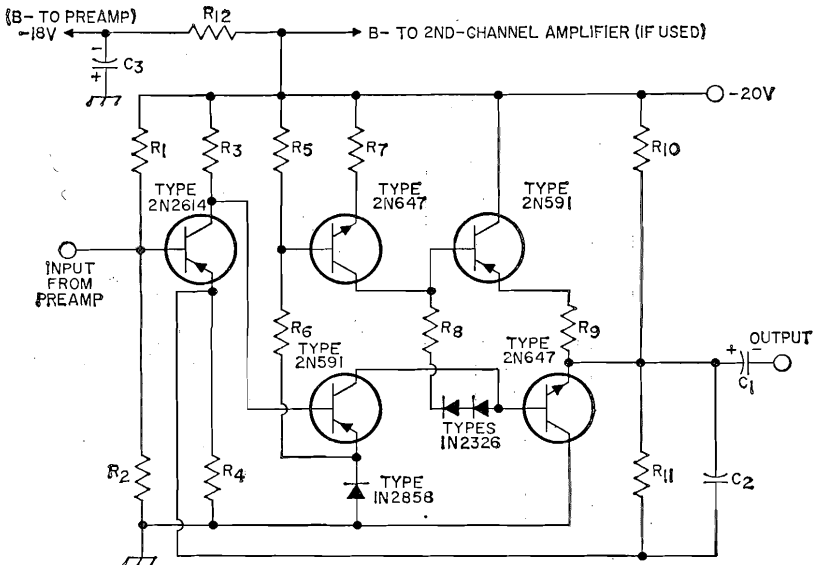 (B- TO PREAMP)
-18V
R12
B- TO 2ND-CHANNEL AMPLIFIER (IF USED)
-
+
C3
-20V
R1
R3
R5
R7
R10
TYPE
2N2614
TYPE
2N647
TYPE
2N591
INPUT
FROM
PREAMP
R6
R8
R9
TYPE
2N591
TYPE
2N647
+
-
OUTPUT
C1
TYPES
1N2326
R2
R4
TYPE
1N2858
R11
C2